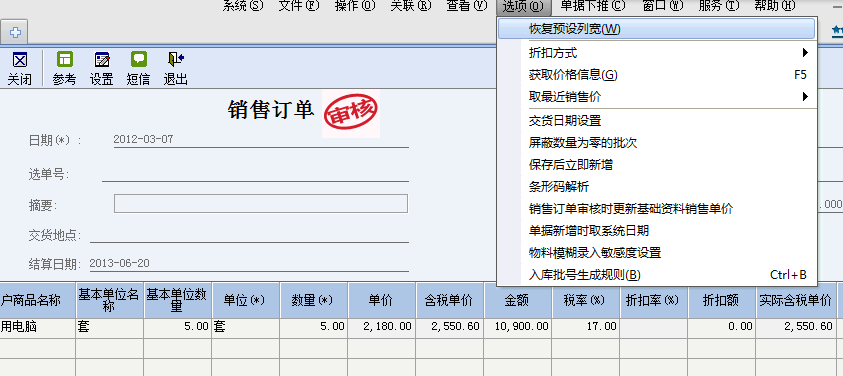 系统(S) 文件(F) 操作(O) 关联(R) 查看(V) 选项(O) 单据下推(C) 窗口(W) 服务(T) 帮助(H)
恢复预设列宽(W)
折扣方式
获取价格信息(G) F5
取最近销售价
交货日期设置
屏蔽数量为零的批次
保存后立即新增
条形码解析
销售订单审核时更新基础资料销售单价
单据新增时取系统日期
物料模糊录入敏感度设置
入库批号生成规则(B) Ctrl+B
关闭 参考 设置 短信 退出
销售订单 审核
日期(*): 2012-03-07
选单号:
摘要:
交货地点:
结算日期: 2013-06-20
.000
户商品名称 基本单位名称 基本单位数量 单位(*) 数量(*) 单价 含税单价 金额 税率(%) 折扣率(%) 折扣额 实际含税单价
用电脑 套 5.00 套 5.00 2,180.00 2,550.60 10,900.00 17.00 0.00 2,550.60